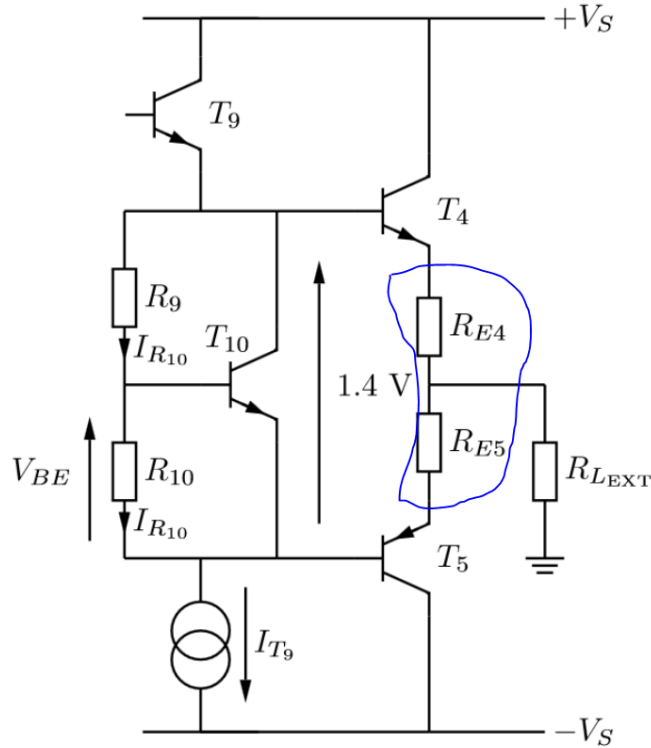 +V_S
T_9
T_4
R_9
R_{E4}
I_{R_{10}}
T_{10}
1.4 V
V_{BE}
R_{10}
R_{E5}
R_{L_{EXT}}
I_{R_{10}}
T_5
I_{T_9}
-V_S